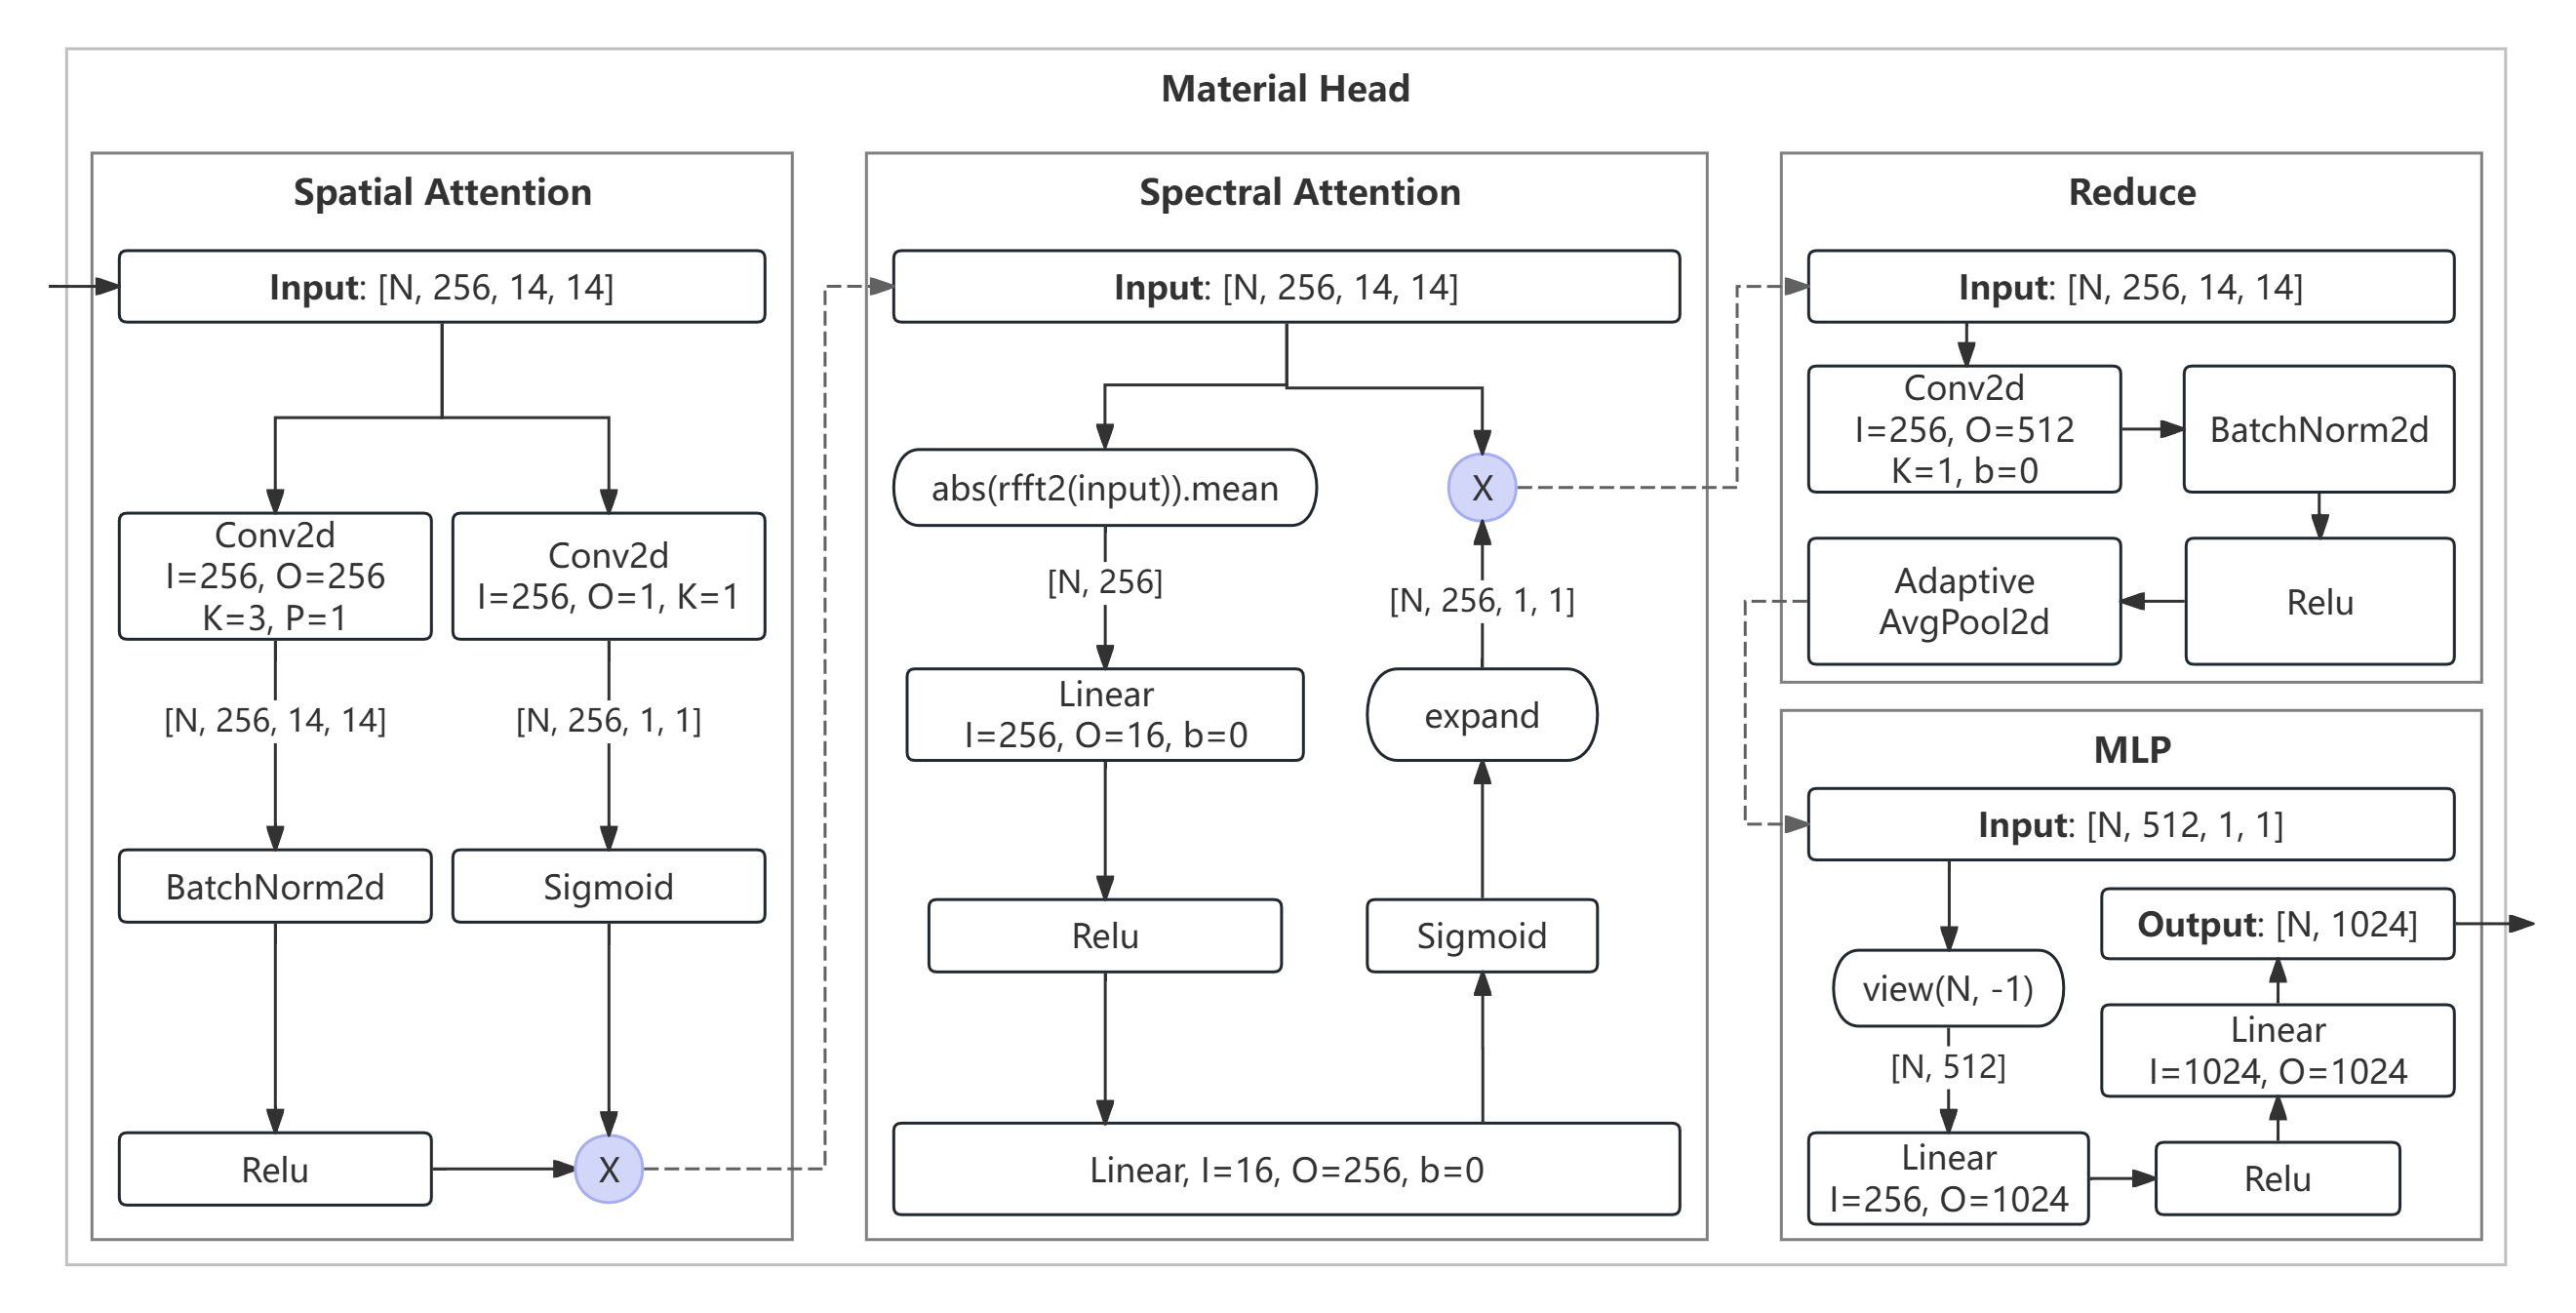 Material Head
Spatial Attention
Input: [N, 256, 14, 14]
Conv2d
I=256, O=256
K=3, P=1
Conv2d
I=256, O=1, K=1
[N, 256, 14, 14]
[N, 256, 1, 1]
BatchNorm2d
Sigmoid
Relu
X
Spectral Attention
Input: [N, 256, 14, 14]
abs(rfft2(input)).mean
X
[N, 256]
[N, 256, 1, 1]
Linear
I=256, O=16, b=0
expand
Relu
Sigmoid
Linear, I=16, O=256, b=0
Reduce
Input: [N, 256, 14, 14]
Conv2d
I=256, O=512
K=1, b=0
BatchNorm2d
Adaptive
AvgPool2d
Relu
MLP
Input: [N, 512, 1, 1]
Output: [N, 1024]
view(N, -1)
Linear
I=1024, O=1024
[N, 512]
Linear
I=256, O=1024
Relu